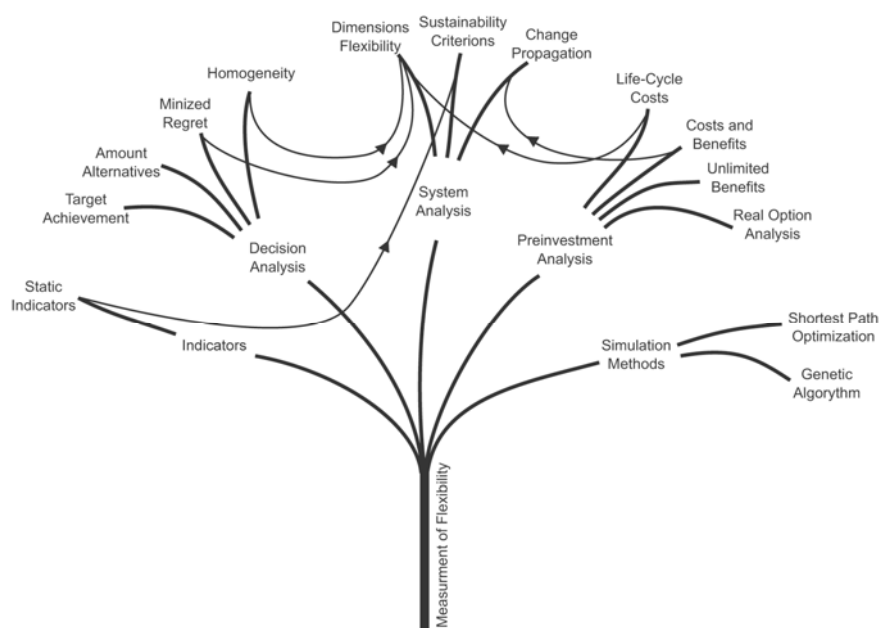 Dimensions
Flexibility
Sustainability
Criterions
Change
Propagation
Homogeneity
Life-Cycle
Costs
Minized
Regret
Costs and
Benefits
Amount
Alternatives
Unlimited
Benefits
Target
Achievement
System
Analysis
Real Option
Analysis
Decision
Analysis
Preinvestment
Analysis
Static
Indicators
Indicators
Simulation
Methods
Shortest Path
Optimization
Genetic
Algorythm
Measurment of Flexibility